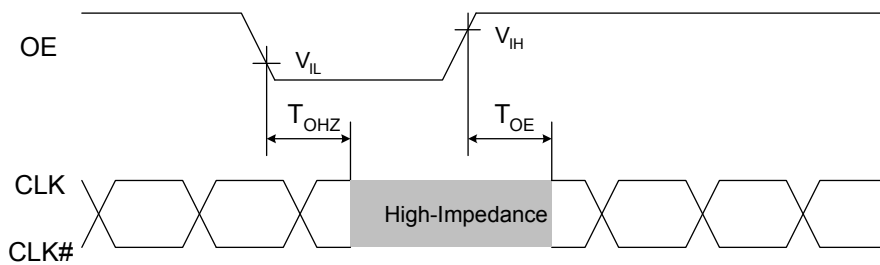 OE
V_IL
V_IH
T_OHZ
T_OE
CLK
High-Impedance
CLK#